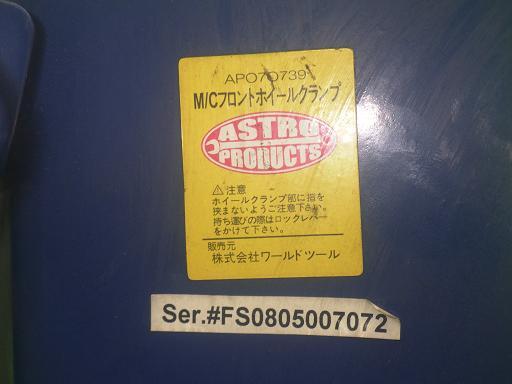 AP070739
M/Cフロントホイールクランプ
ASTRO
PRODUCTS
⚠注意
ホイールクランプ部に指を
挟まないようご注意下さい。
持ち運びの際はロックレバー
をかけて下さい。
販売元
株式会社ワールドツール
Ser.#FS0805007072